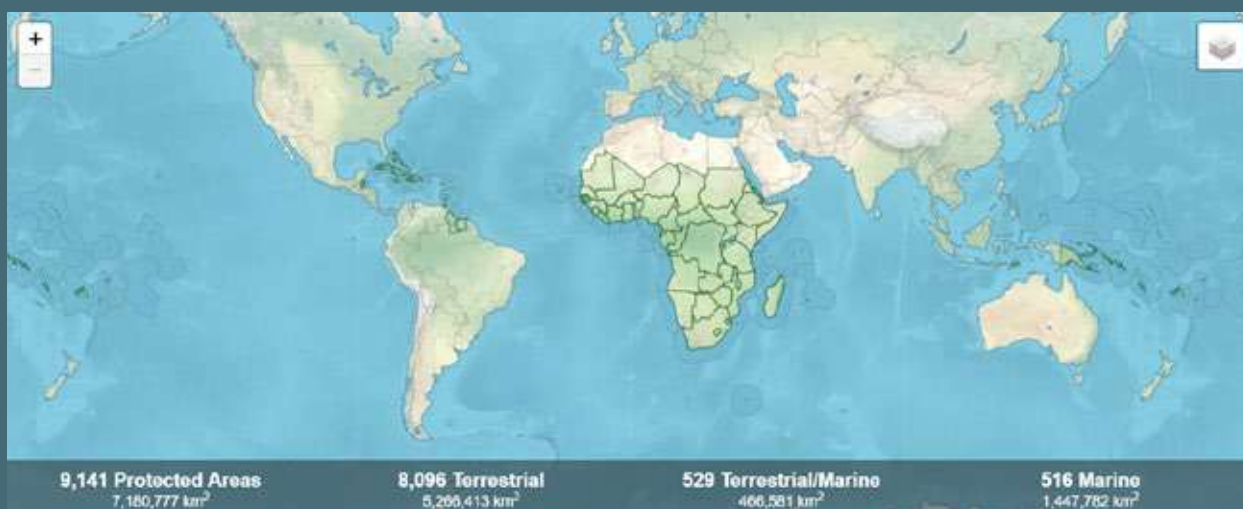 +
−
9,141 Protected Areas
7,180,777 km²
8,096 Terrestrial
5,266,413 km²
529 Terrestrial/Marine
466,581 km²
516 Marine
1,447,782 km²